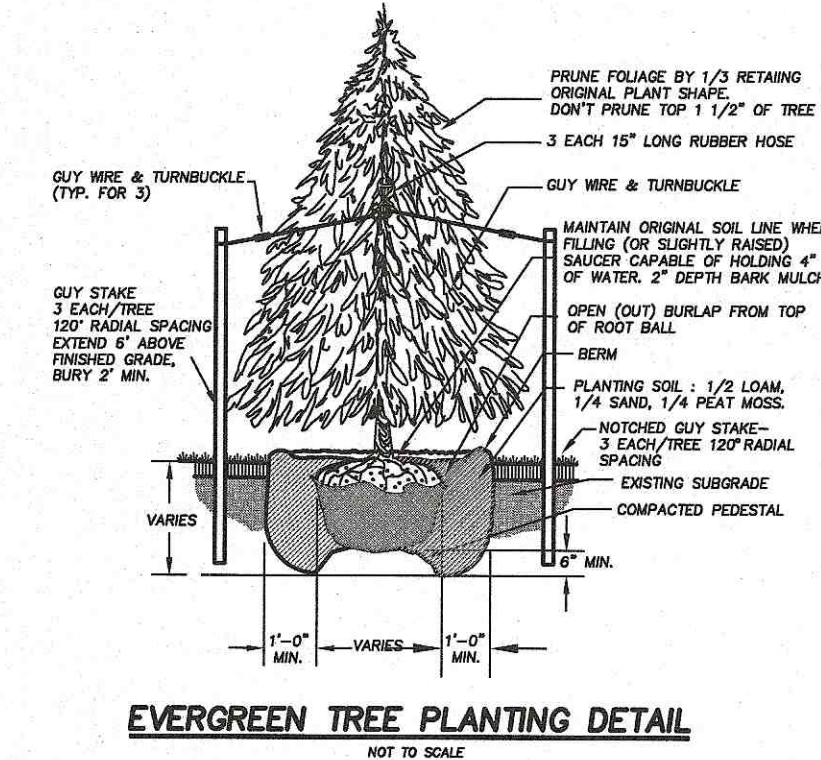 PRUNE FOLIAGE BY 1/3 RETAIING
ORIGINAL PLANT SHAPE.
DON'T PRUNE TOP 1 1/2" OF TREE
3 EACH 15" LONG RUBBER HOSE
GUY WIRE & TURNBUCKLE
(TYP. FOR 3)
GUY WIRE & TURNBUCKLE
MAINTAIN ORIGINAL SOIL LINE WHEN
FILLING (OR SLIGHTLY RAISED)
SAUCER CAPABLE OF HOLDING 4"
OF WATER. 2" DEPTH BARK MULCH
GUY STAKE
3 EACH/TREE
120° RADIAL SPACING
EXTEND 6' ABOVE
FINISHED GRADE,
BURY 2' MIN.
OPEN (OUT) BURLAP FROM TOP
OF ROOT BALL
BERM
PLANTING SOIL : 1/2 LOAM,
1/4 SAND, 1/4 PEAT MOSS.
NOTCHED GUY STAKE-
3 EACH/TREE 120° RADIAL
SPACING
EXISTING SUBGRADE
COMPACTED PEDESTAL
VARIES
6" MIN.
1'-0"
MIN.
VARIES
1'-0"
MIN.
EVERGREEN TREE PLANTING DETAIL
NOT TO SCALE